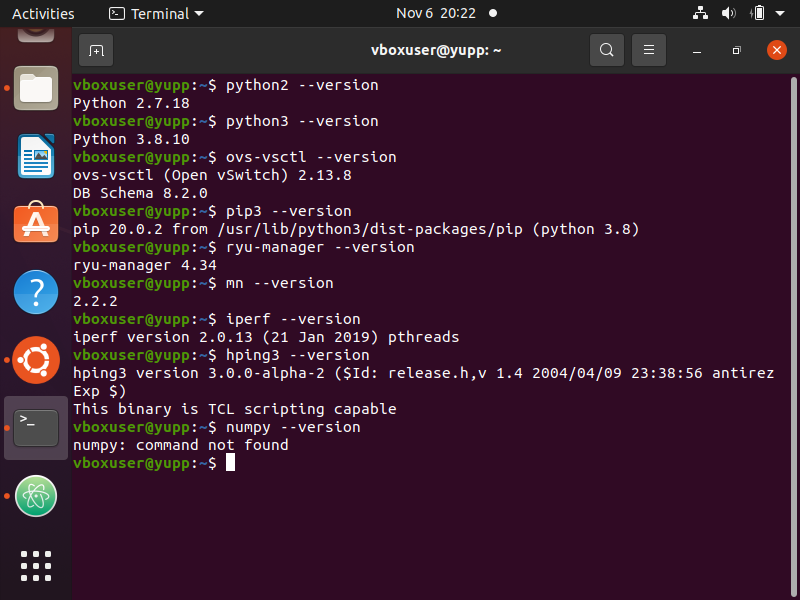 Activities
Terminal
Nov 6 20:22
vboxuser@yupp: ~
vboxuser@yupp:~$ python2 --version
Python 2.7.18
vboxuser@yupp:~$ python3 --version
Python 3.8.10
vboxuser@yupp:~$ ovs-vsctl --version
ovs-vsctl (Open vSwitch) 2.13.8
DB Schema 8.2.0
vboxuser@yupp:~$ pip3 --version
pip 20.0.2 from /usr/lib/python3/dist-packages/pip (python 3.8)
vboxuser@yupp:~$ ryu-manager --version
ryu-manager 4.34
vboxuser@yupp:~$ mn --version
2.2.2
vboxuser@yupp:~$ iperf --version
iperf version 2.0.13 (21 Jan 2019) pthreads
vboxuser@yupp:~$ hping3 --version
hping3 version 3.0.0-alpha-2 ($Id: release.h,v 1.4 2004/04/09 23:38:56 antirez
Exp $)
This binary is TCL scripting capable
vboxuser@yupp:~$ numpy --version
numpy: command not found
vboxuser@yupp:~$